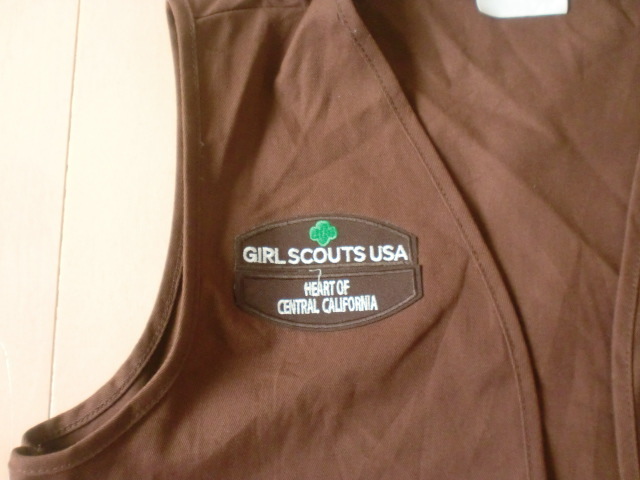 GIRL SCOUTS USA
HEART OF
CENTRAL CALIFORNIA